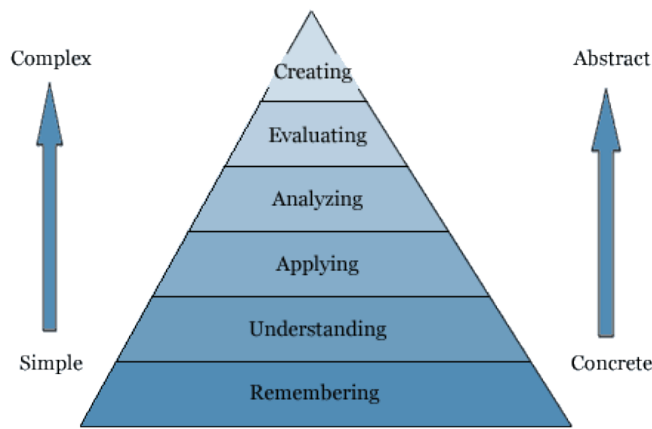 Complex
Abstract
Creating
Evaluating
Analyzing
Applying
Understanding
Simple
Concrete
Remembering